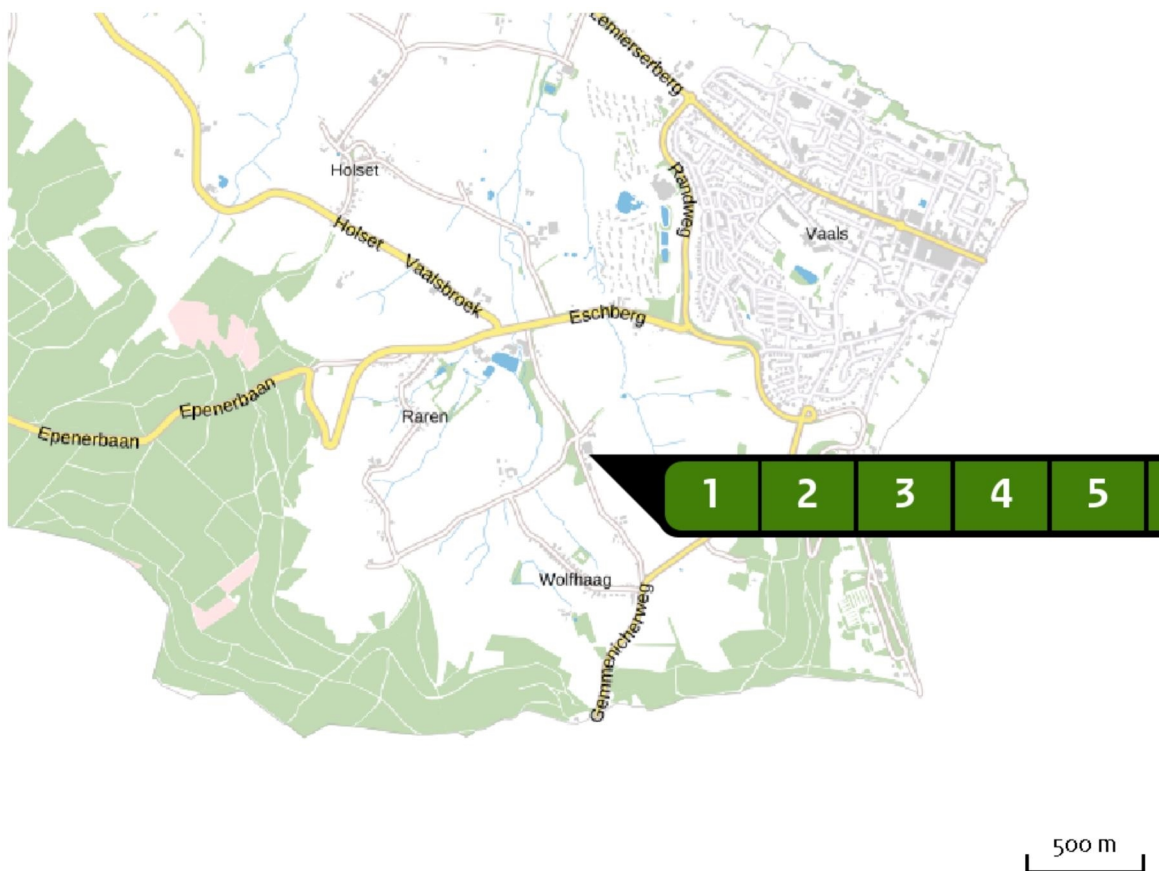 Lemierserberg
Holset
Randweg
Vaals
Holset
Vaalsbroek
Eschberg
Epenerbaan
Raren
Epenerbaan
1 2 3 4 5
Wolfhaag
Gemmenicherweg
500 m